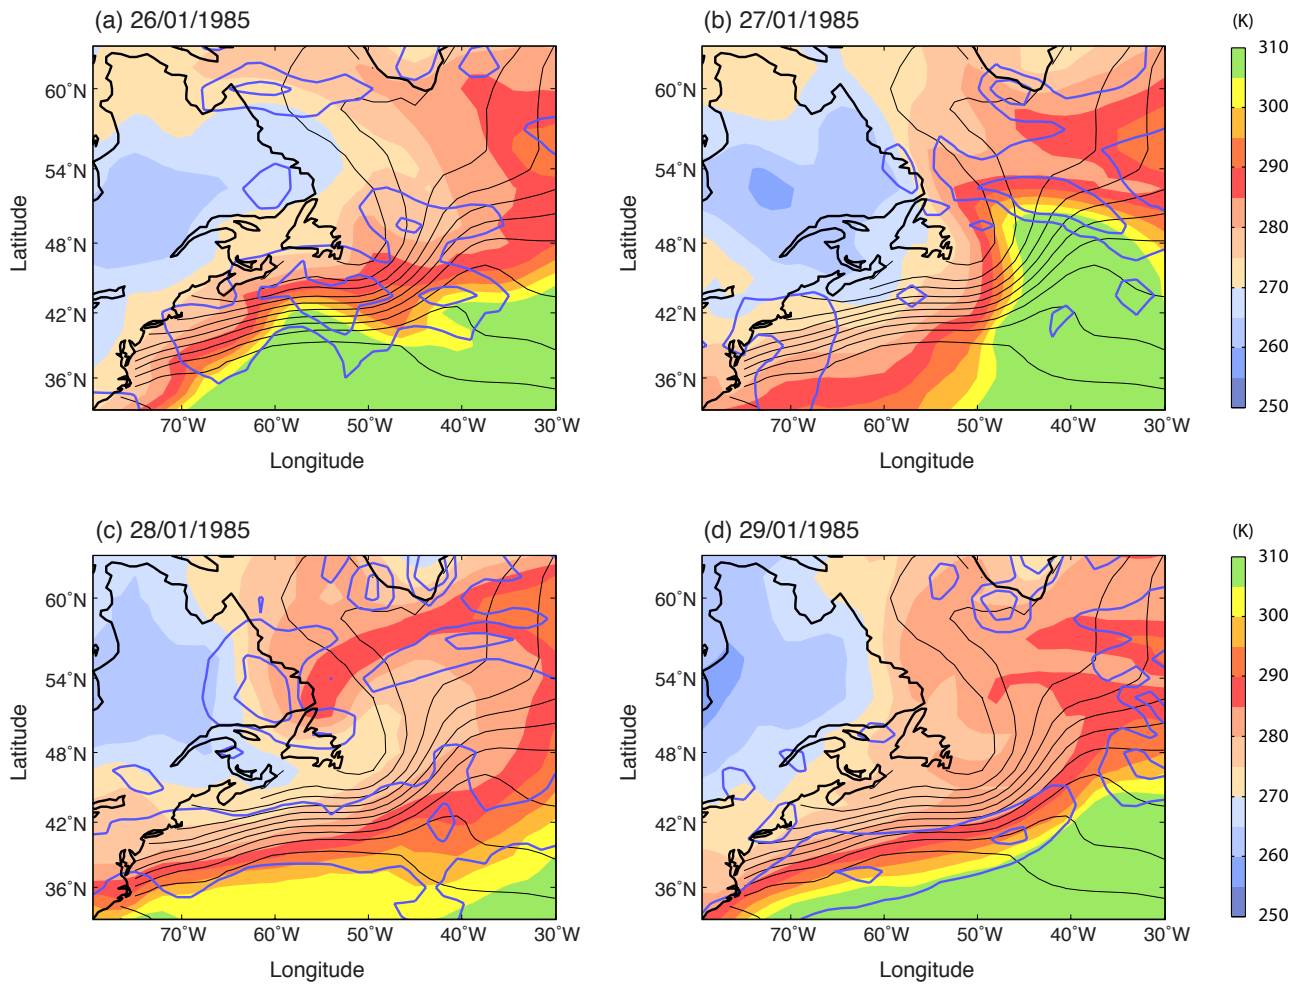 (a) 26/01/1985
(b) 27/01/1985
(K)
Latitude
60˚N
54˚N
48˚N
42˚N
36˚N
70˚W
60˚W
50˚W
40˚W
30˚W
Longitude
Latitude
60˚N
54˚N
48˚N
42˚N
36˚N
70˚W
60˚W
50˚W
40˚W
30˚W
Longitude
310
300
290
280
270
260
250
(c) 28/01/1985
(d) 29/01/1985
(K)
Latitude
60˚N
54˚N
48˚N
42˚N
36˚N
70˚W
60˚W
50˚W
40˚W
30˚W
Longitude
Latitude
60˚N
54˚N
48˚N
42˚N
36˚N
70˚W
60˚W
50˚W
40˚W
30˚W
Longitude
310
300
290
280
270
260
250